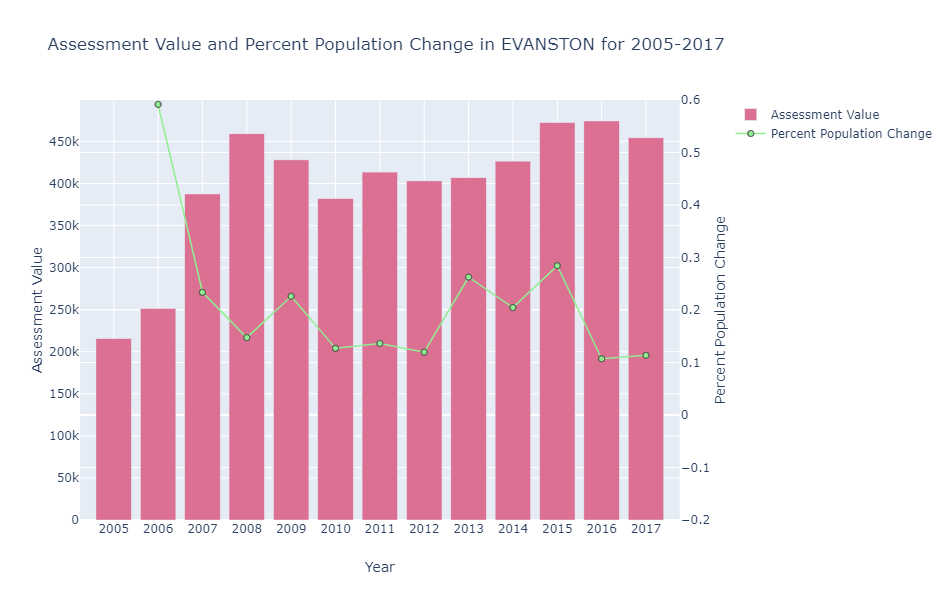 Assessment Value and Percent Population Change in EVANSTON for 2005-2017
Assessment Value
Percent Population Change
450k
400k
350k
300k
250k
200k
150k
100k
50k
0
Assessment Value
0.6
0.5
0.4
0.3
0.2
0.1
0
−0.1
−0.2
Percent Population Change
2005 2006 2007 2008 2009 2010 2011 2012 2013 2014 2015 2016 2017
Year